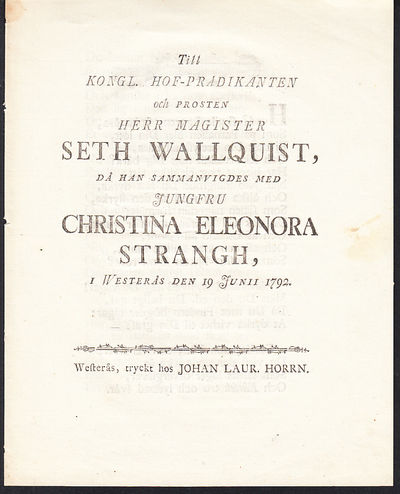 Till
KONGL. HOF-PRÆDIKANTEN
och PROSTEN
HERR MAGISTER
SETH WALLQUIST,
DÅ HAN SAMMANVIGDES MED
JUNGFRU
CHRISTINA ELEONORA
STRANGH,
I WESTERÅS DEN 19 JUNII 1792.
Weſterås, tryckt hos JOHAN LAUR. HORRN.